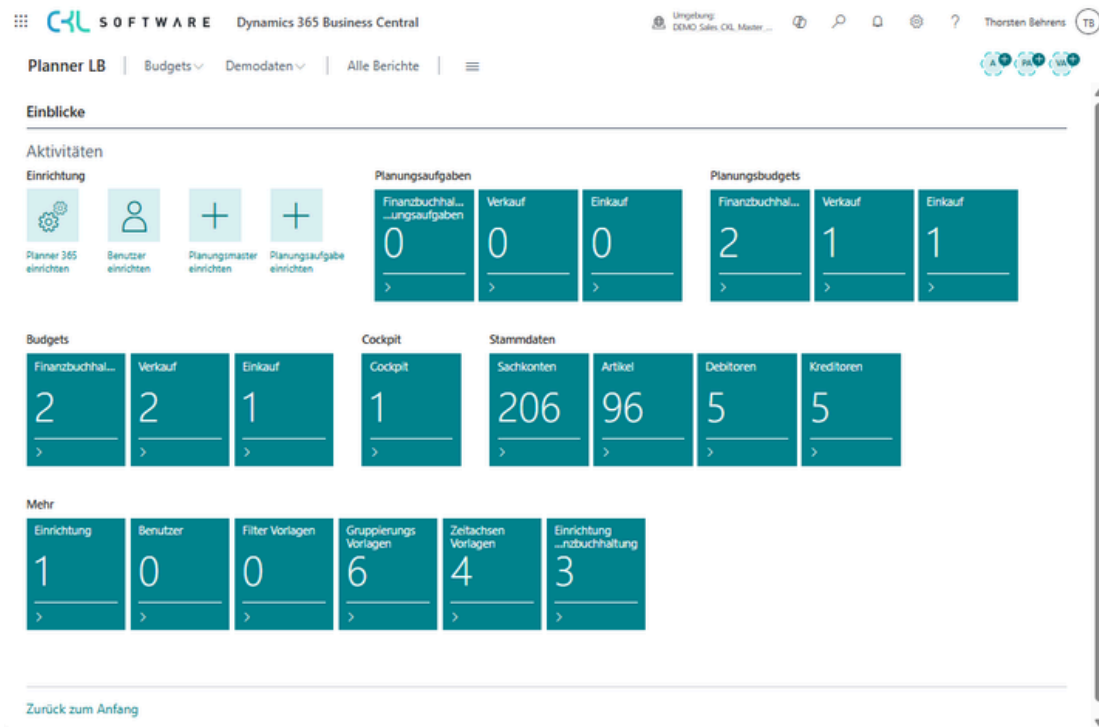 CKL SOFTWARE Dynamics 365 Business Central
Umgebung:
DEMO_Sales_CKL_Master_...
?
Thorsten Behrens
TB
Planner LB
Budgets
Demodaten
Alle Berichte
A
PA
VA
Einblicke
Aktivitäten
Einrichtung
Planner 365
einrichten
Benutzer
einrichten
Planungsmaster
einrichten
Planungsaufgabe
einrichten
Planungsaufgaben
Finanzbuchhal...
...ungsaufgaben
0
Verkauf
0
Einkauf
0
Planungsbudgets
Finanzbuchhal...
2
Verkauf
1
Einkauf
1
Budgets
Finanzbuchhal...
2
Verkauf
2
Einkauf
1
Cockpit
Cockpit
1
Stammdaten
Sachkonten
206
Artikel
96
Debitoren
5
Kreditoren
5
Mehr
Einrichtung
1
Benutzer
0
Filter Vorlagen
0
Gruppierungs
Vorlagen
6
Zeitachsen
Vorlagen
4
Einrichtung
...nzbuchhaltung
3
Zurück zum Anfang